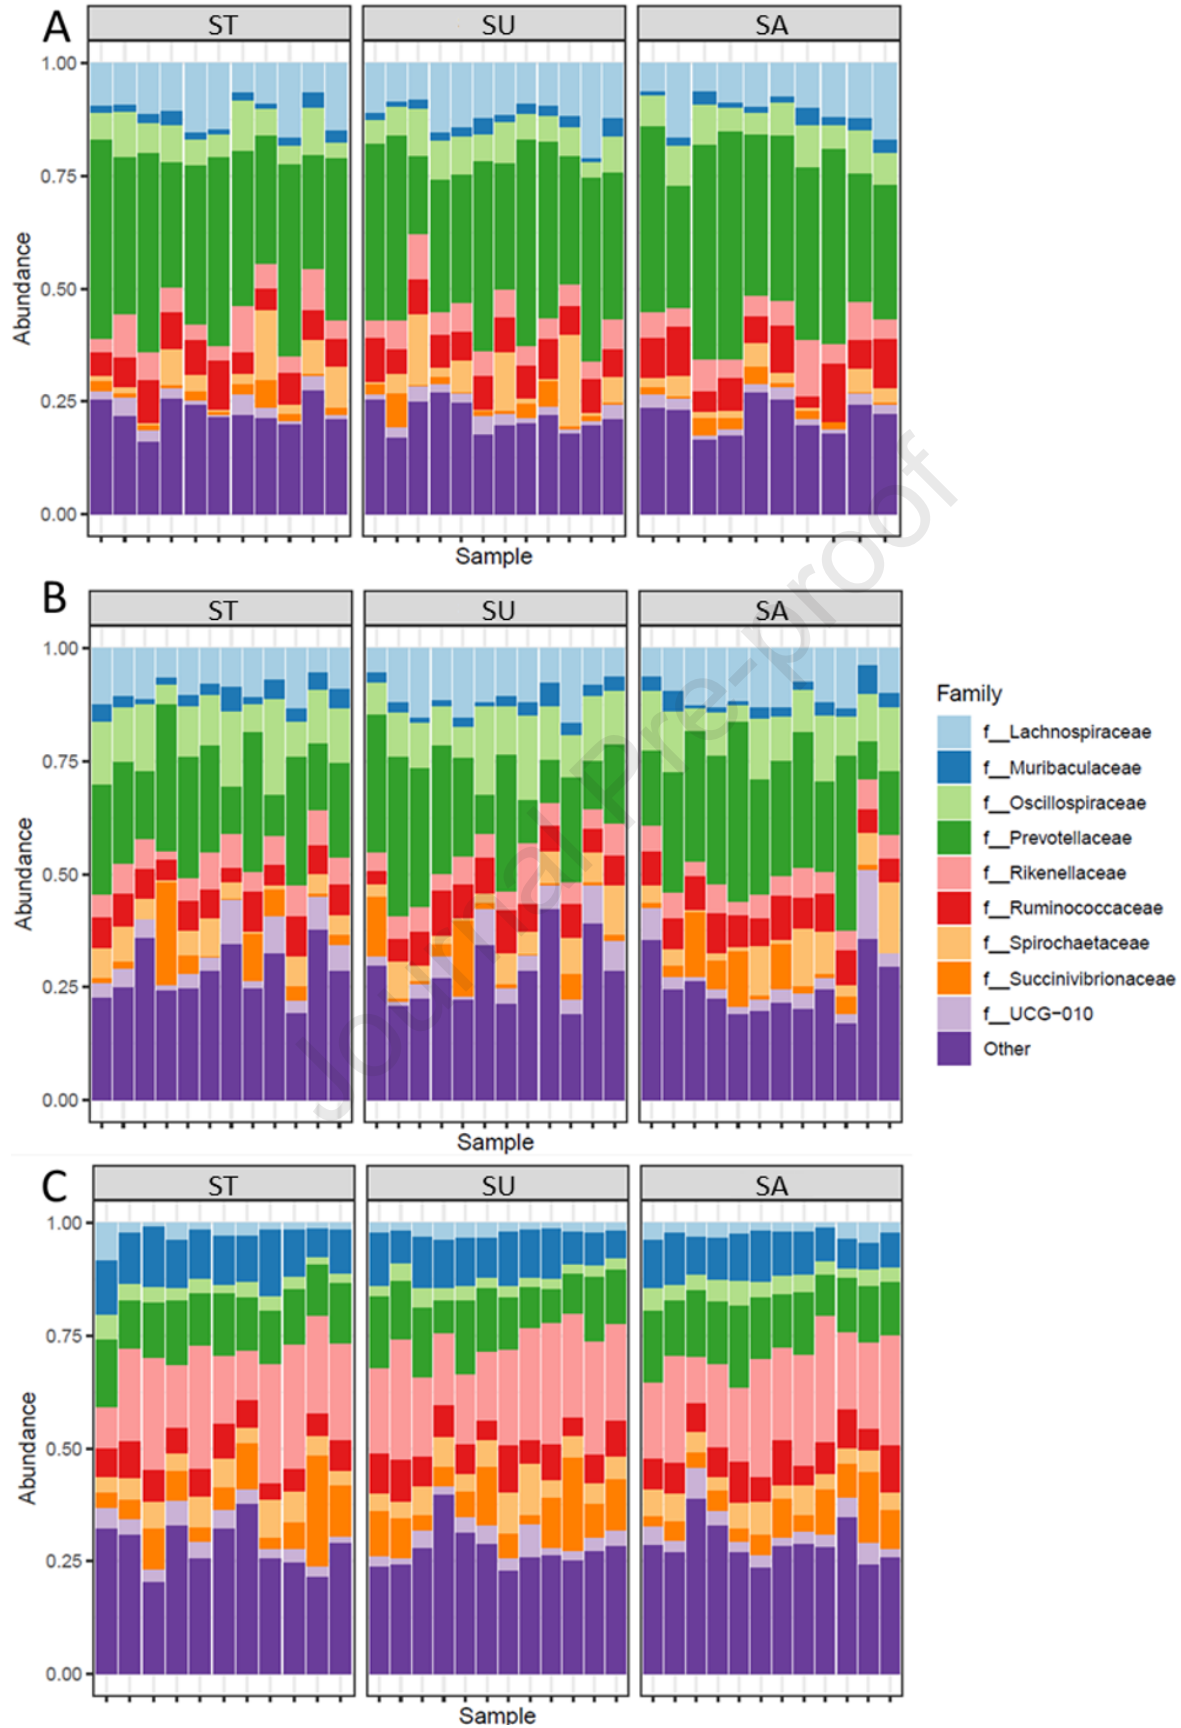 A
ST SU SA
1.00
0.75
0.50
0.25
0.00
Abundance
Sample
B
ST SU SA
1.00
0.75
0.50
0.25
0.00
Abundance
Sample
Family
f__Lachnospiraceae
f__Muribaculaceae
f__Oscillospiraceae
f__Prevotellaceae
f__Rikenellaceae
f__Ruminococcaceae
f__Spirochaetaceae
f__Succinivibrionaceae
f__UCG−010
Other
C
ST SU SA
1.00
0.75
0.50
0.25
0.00
Abundance
Sample
Journal Pre-proof